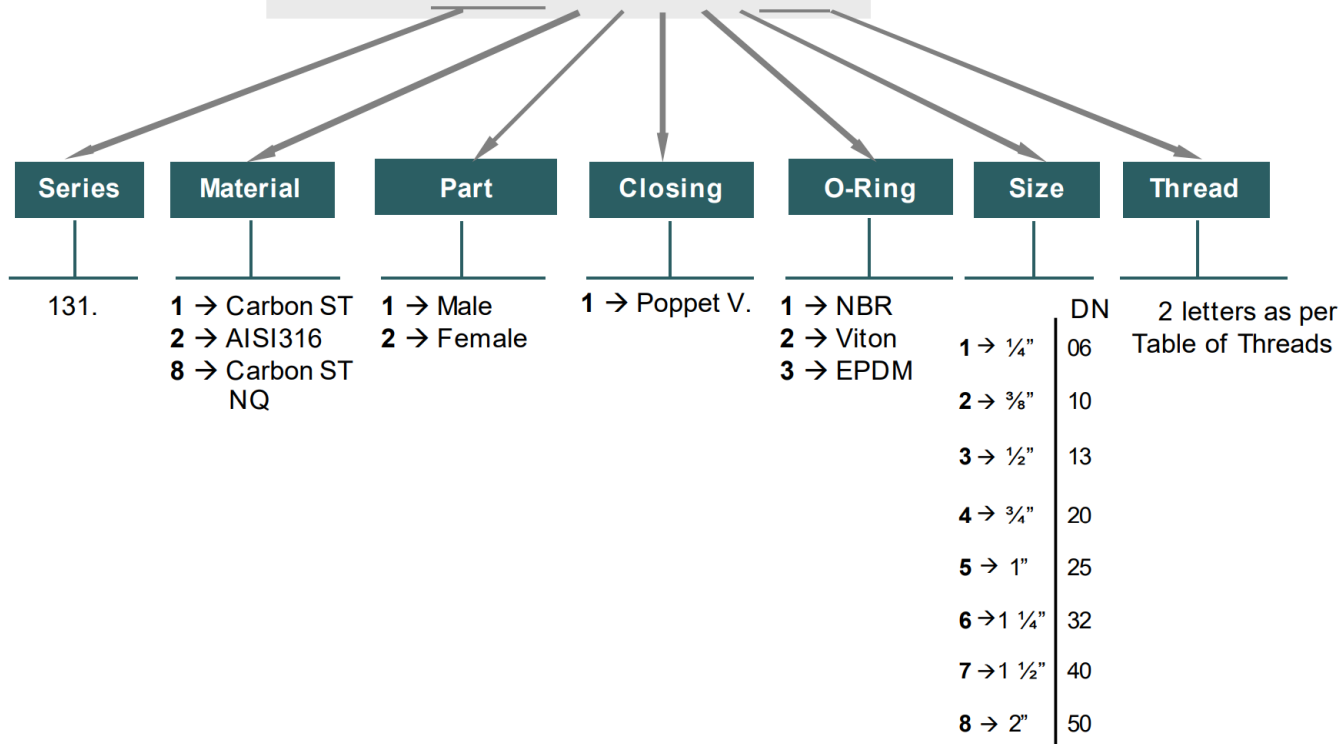 Series Material Part Closing O-Ring Size Thread
131.
1 → Carbon ST
2 → AISI316
8 → Carbon ST
NQ
1 → Male
2 → Female
1 → Poppet V.
1 → NBR
2 → Viton
3 → EPDM
DN
1 → ¼” 06
2 → ⅜” 10
3 → ½” 13
4 → ¾” 20
5 → 1” 25
6 →1 ¼” 32
7 →1 ½” 40
8 → 2” 50
2 letters as per
Table of Threads